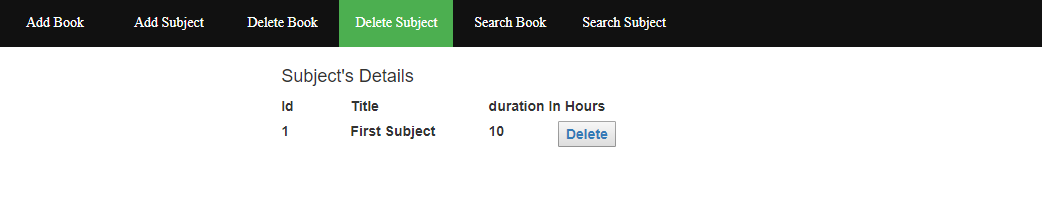 Add Book Add Subject Delete Book Delete Subject Search Book Search Subject
Subject's Details
Id Title duration In Hours
1 First Subject 10 Delete